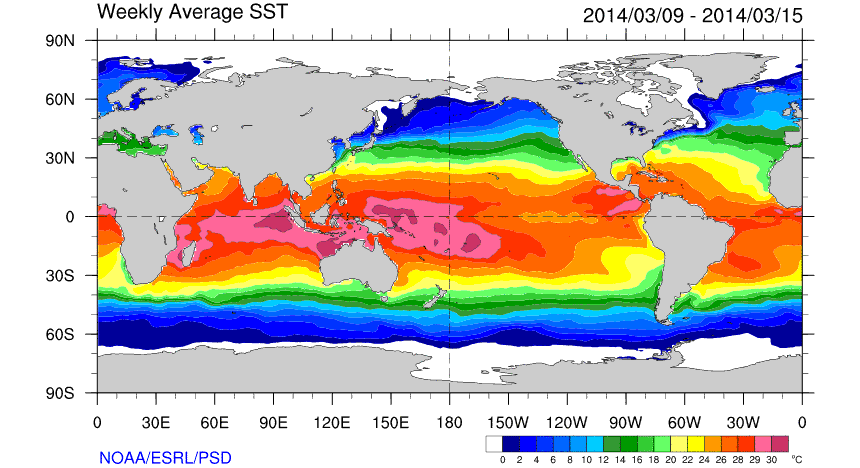 Weekly Average SST
2014/03/09 - 2014/03/15
90N
60N
30N
0
30S
60S
90S
0 30E 60E 90E 120E 150E 180 150W 120W 90W 60W 30W 0
NOAA/ESRL/PSD
0 2 4 6 8 10 12 14 16 18 20 22 24 26 28 29 30 °C